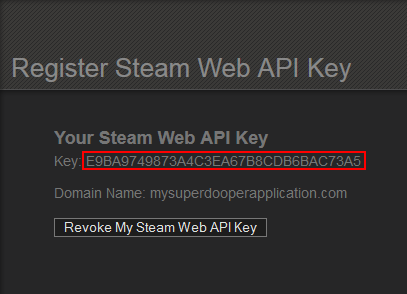 Register Steam Web API Key
Your Steam Web API Key
Key: E9BA9749873A4C3EA67B8CDB6BAC73A5
Domain Name: mysuperdooperapplication.com
Revoke My Steam Web API Key